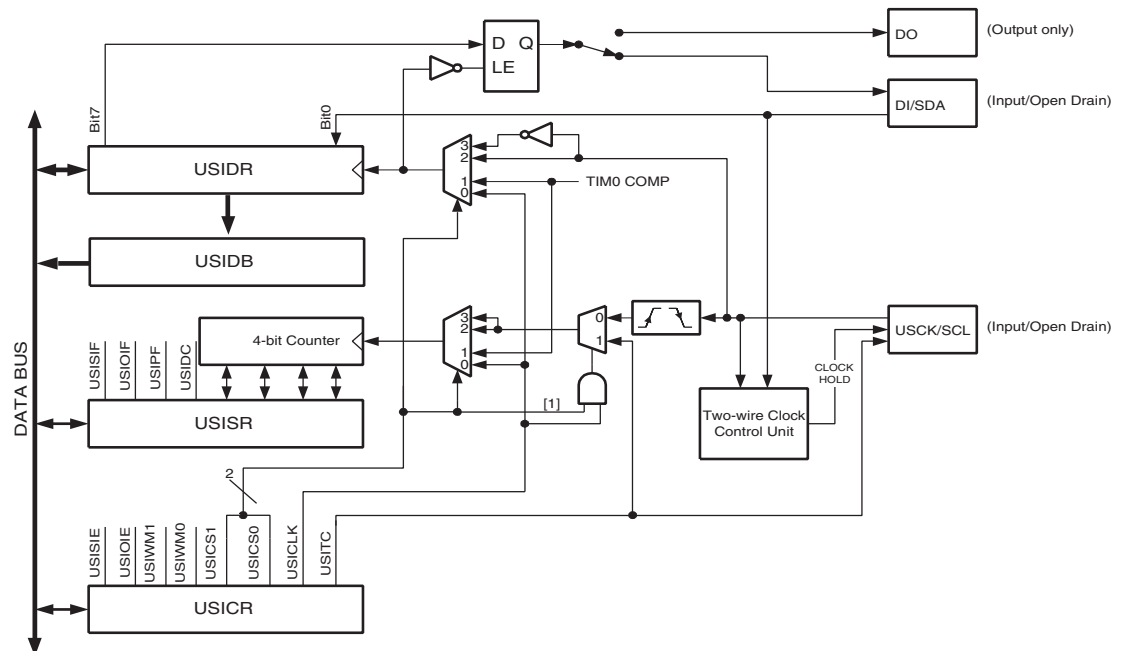 DO
(Output only)
D Q
LE
DI/SDA
(Input/Open Drain)
Bit7
Bit0
USIDR
3
2
1
0
TIM0 COMP
USIDB
DATA BUS
4-bit Counter
3
2
1
0
0
1
USCK/SCL
(Input/Open Drain)
CLOCK
HOLD
USISIF
USIOIF
USIPF
USIDC
[1]
USISR
Two-wire Clock
Control Unit
2
USISIE
USIOIE
USIWM1
USIWM0
USICS1
USICS0
USICLK
USITC
USICR